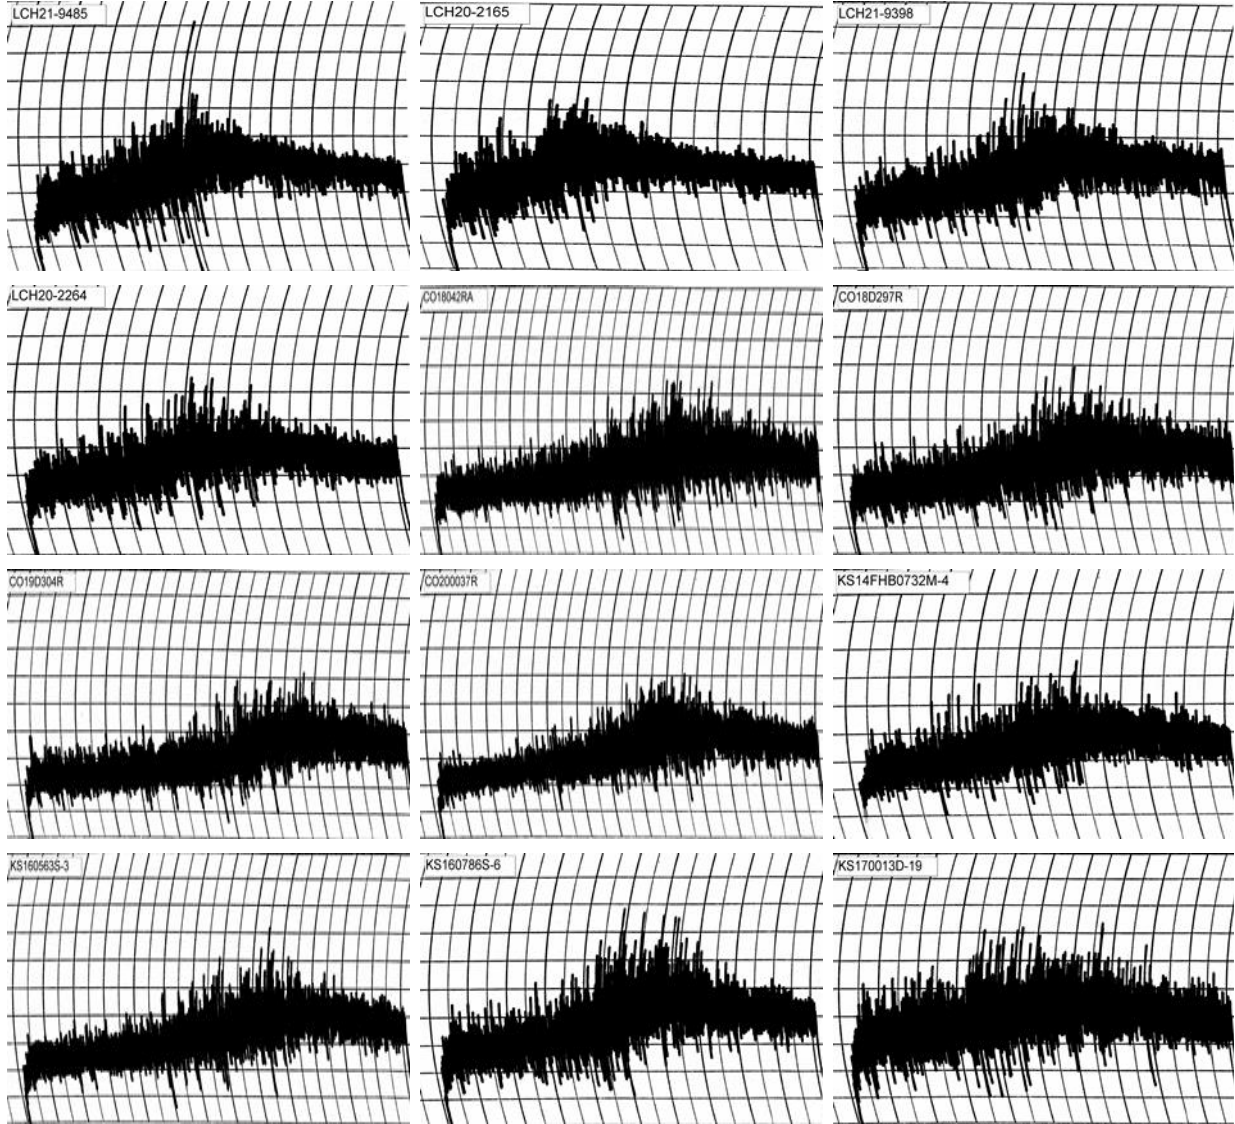 LCH21-9485
LCH20-2165
LCH21-9398
LCH20-2264
CO18042RA
CO18D297R
CO19D304R
CO200037R
KS14FHB0732M-4
KS160563S-3
KS160786S-6
KS170013D-19